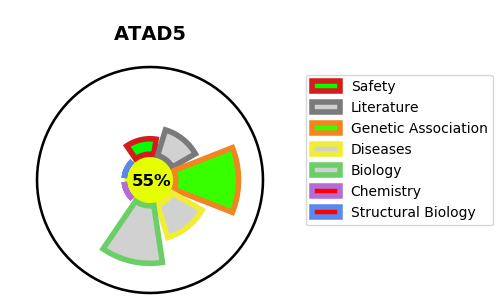 ATAD5
55%
Safety
Literature
Genetic Association
Diseases
Biology
Chemistry
Structural Biology